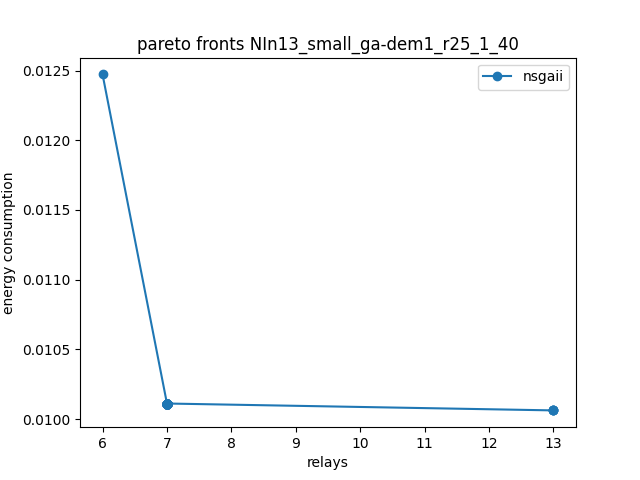 pareto fronts NIn13_small_ga-dem1_r25_1_40
nsgaii
energy consumption
0.0125
0.0120
0.0115
0.0110
0.0105
0.0100
6 7 8 9 10 11 12 13
relays